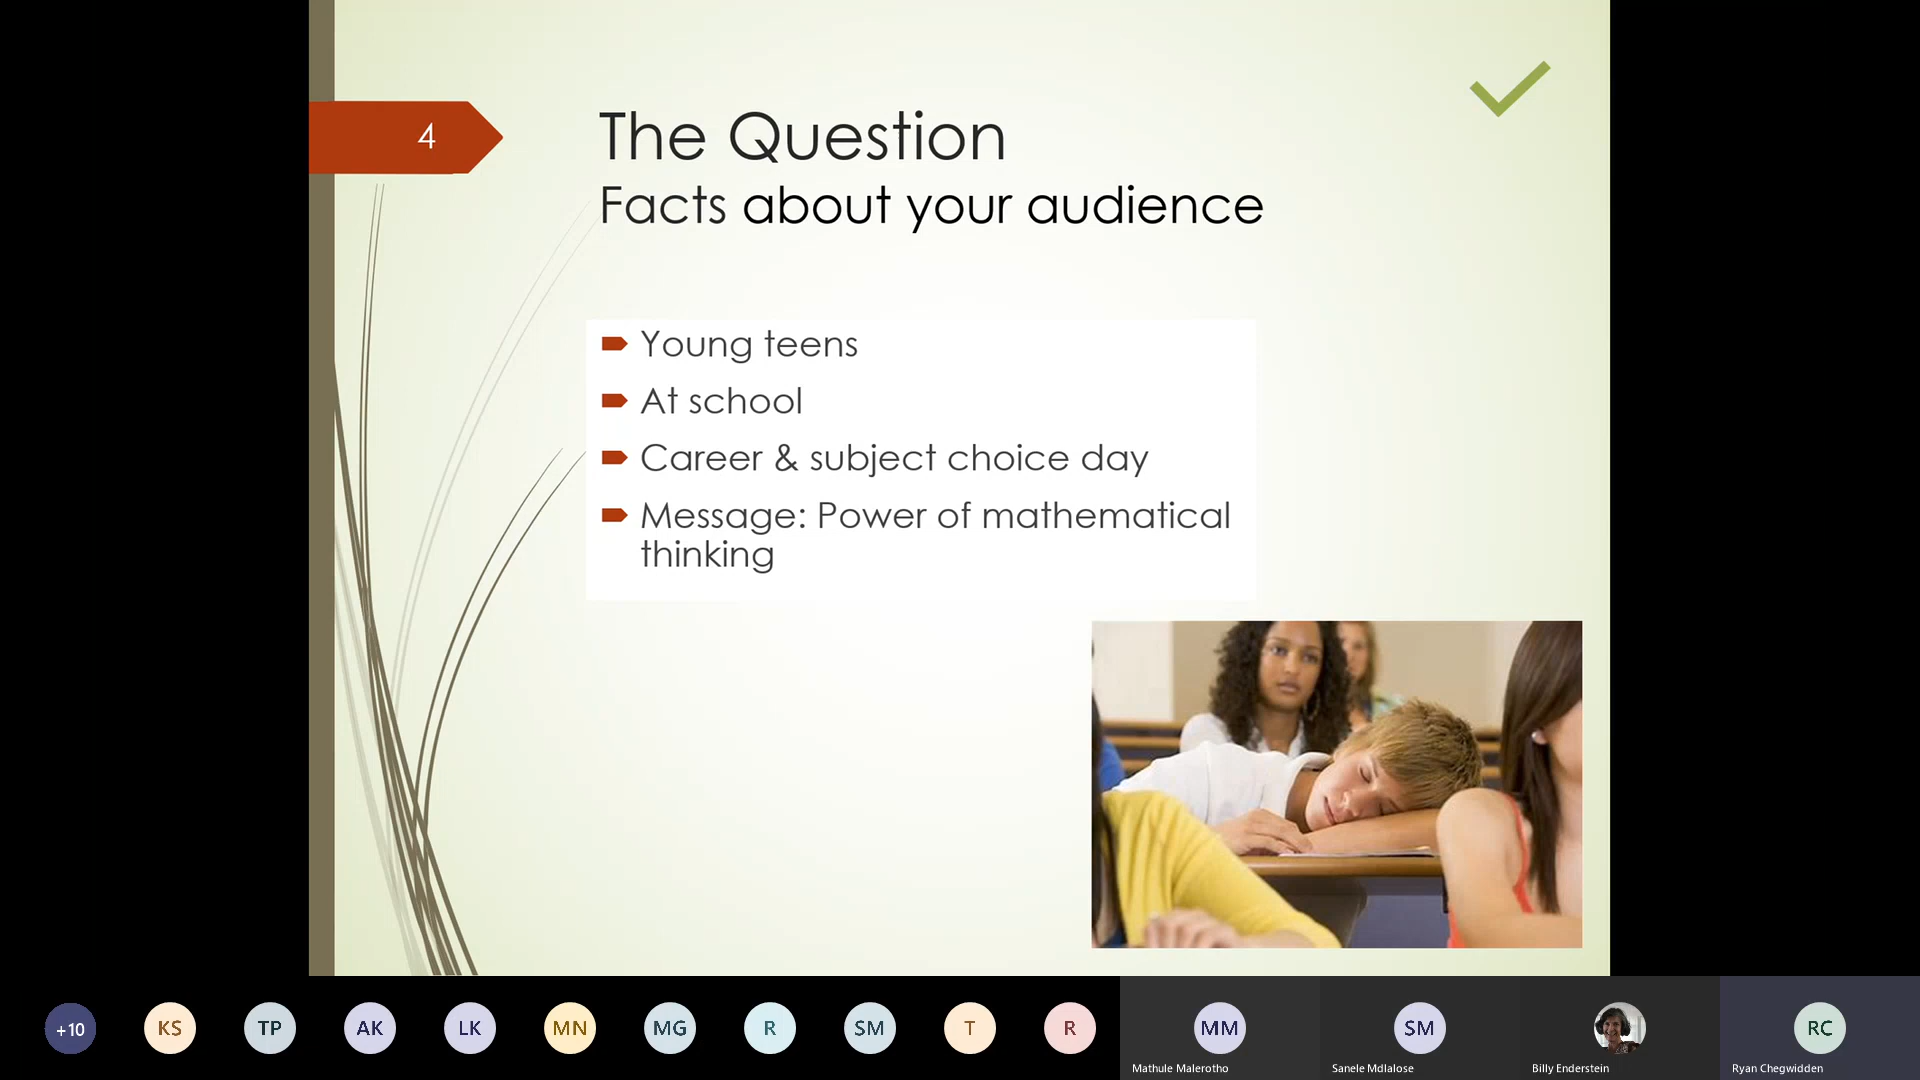 4
The Question
Facts about your audience
Young teens
At school
Career & subject choice day
Message: Power of mathematical
thinking
+10
KS
TP
AK
LK
MN
MG
R
SM
T
R
MM
SM
RC
Mathule Malerotho
Sanele Mdlalose
Billy Enderstein
Ryan Chegwidden